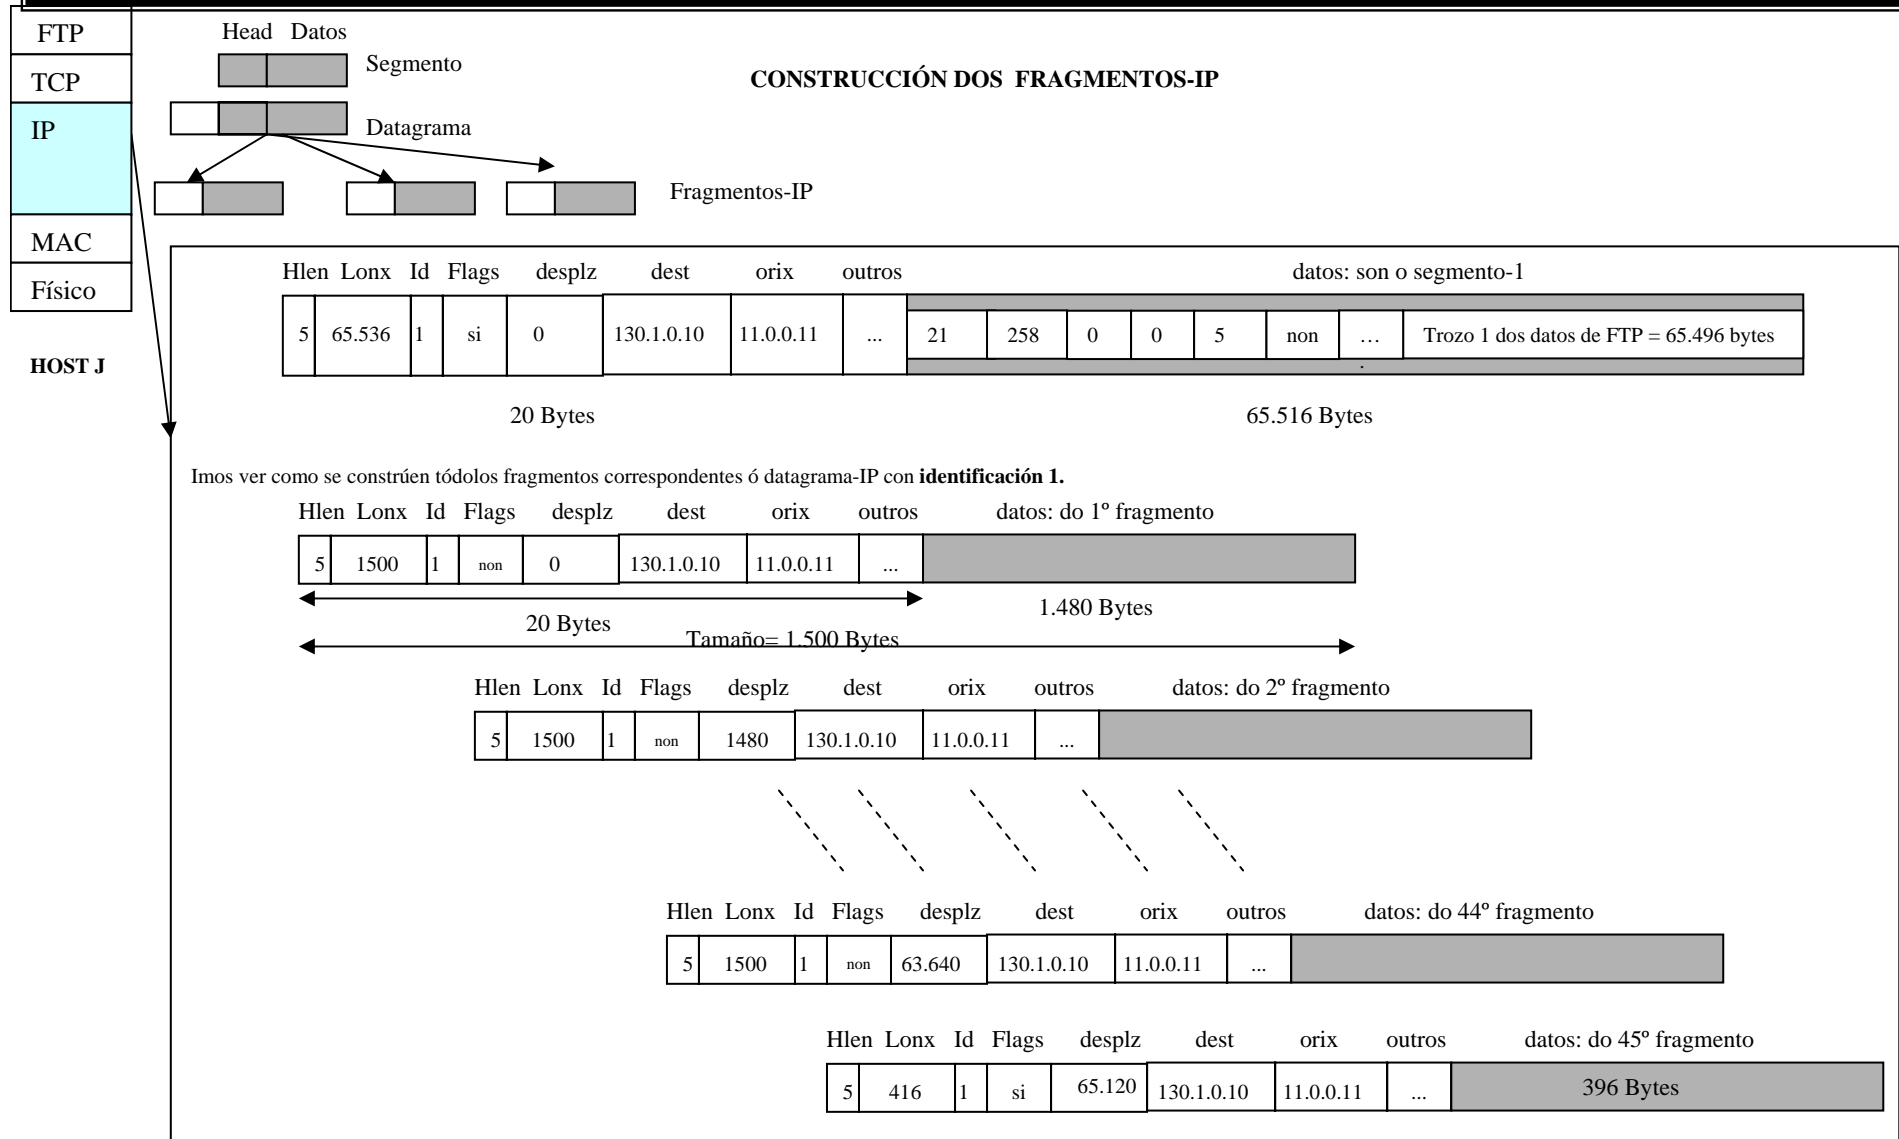 FTP
TCP
IP
MAC
Físico
HOST J
Head Datos
Segmento
Datagrama
Fragmentos-IP
CONSTRUCCIÓN DOS FRAGMENTOS-IP
Hlen Lonx Id Flags desplz dest orix outros datos: son o segmento-1
5 65.536 1 si 0 130.1.0.10 11.0.0.11 ... 21 258 0 0 5 non … Trozo 1 dos datos de FTP = 65.496 bytes
.
20 Bytes 65.516 Bytes
Imos ver como se constrúen tódolos fragmentos correspondentes ó datagrama-IP con identificación 1.
Hlen Lonx Id Flags desplz dest orix outros datos: do 1º fragmento
5 1500 1 non 0 130.1.0.10 11.0.0.11 ...
20 Bytes 1.480 Bytes
Tamaño= 1.500 Bytes
Hlen Lonx Id Flags desplz dest orix outros datos: do 2º fragmento
5 1500 1 non 1480 130.1.0.10 11.0.0.11 ...
Hlen Lonx Id Flags desplz dest orix outros datos: do 44º fragmento
5 1500 1 non 63.640 130.1.0.10 11.0.0.11 ...
Hlen Lonx Id Flags desplz dest orix outros datos: do 45º fragmento
5 416 1 si 65.120 130.1.0.10 11.0.0.11 ... 396 Bytes